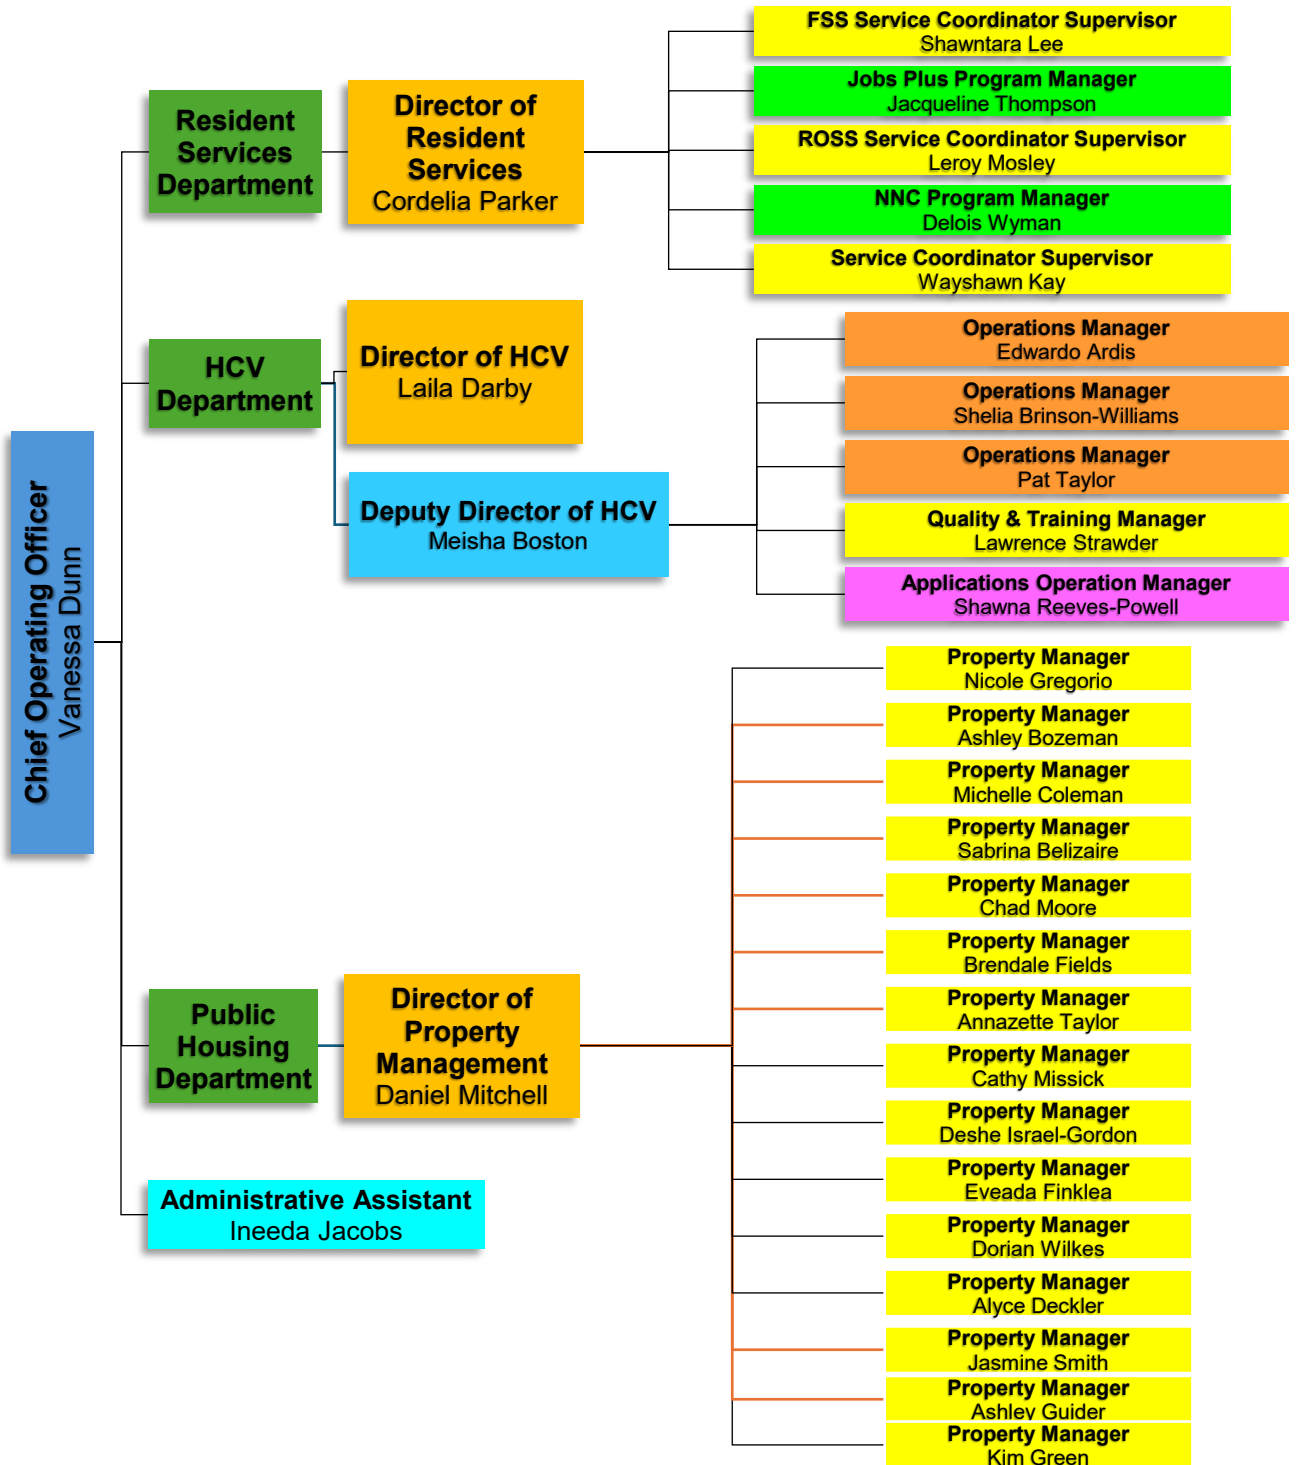 Chief Operating Officer
Vanessa Dunn
Resident
Services
Department
Director of
Resident
Services
Cordelia Parker
FSS Service Coordinator Supervisor
Shawntara Lee
Jobs Plus Program Manager
Jacqueline Thompson
ROSS Service Coordinator Supervisor
Leroy Mosley
NNC Program Manager
Delois Wyman
Service Coordinator Supervisor
Wayshawn Kay
HCV
Department
Director of HCV
Laila Darby
Deputy Director of HCV
Meisha Boston
Operations Manager
Edwardo Ardis
Operations Manager
Shelia Brinson-Williams
Operations Manager
Pat Taylor
Quality & Training Manager
Lawrence Strawder
Applications Operation Manager
Shawna Reeves-Powell
Public
Housing
Department
Director of
Property
Management
Daniel Mitchell
Property Manager
Nicole Gregorio
Property Manager
Ashley Bozeman
Property Manager
Michelle Coleman
Property Manager
Sabrina Belizaire
Property Manager
Chad Moore
Property Manager
Brendale Fields
Property Manager
Annazette Taylor
Property Manager
Cathy Missick
Property Manager
Deshe Israel-Gordon
Property Manager
Eveada Finklea
Property Manager
Dorian Wilkes
Property Manager
Alyce Deckler
Property Manager
Jasmine Smith
Property Manager
Ashley Guider
Property Manager
Kim Green
Administrative Assistant
Ineeda Jacobs